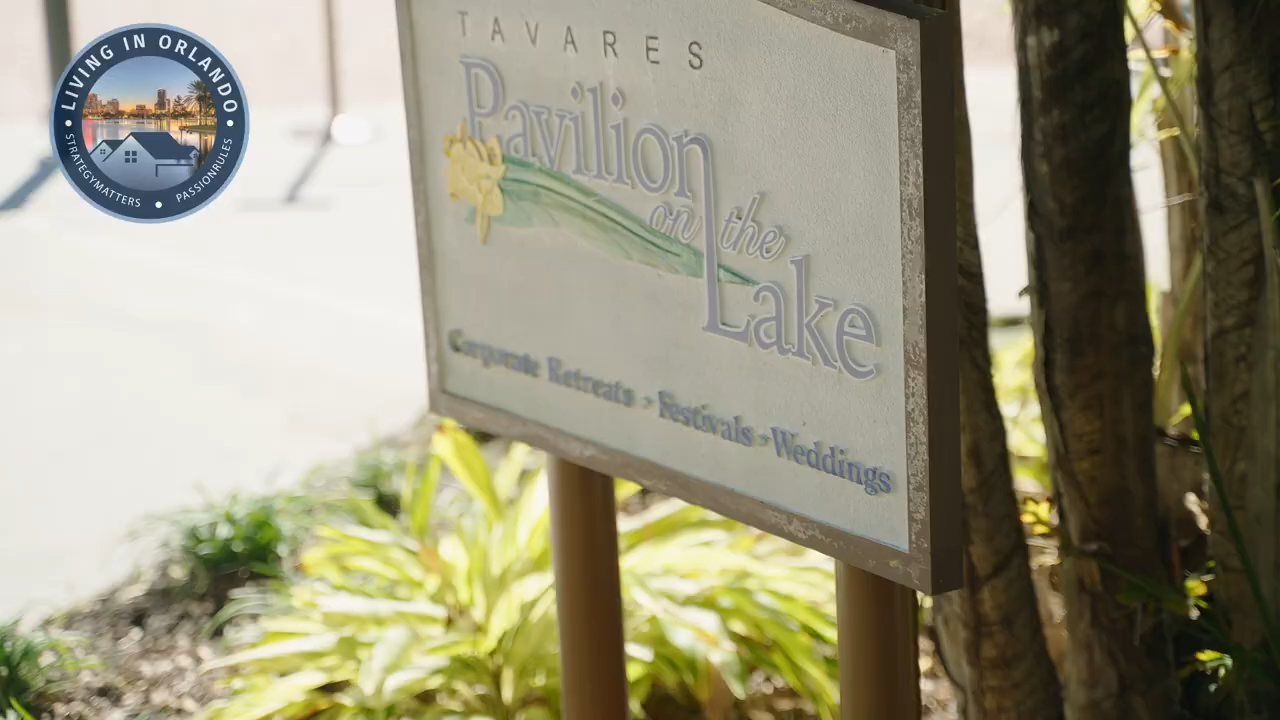 LIVING IN ORLANDO
STRATEGYMATTERS • PASSIONRULES
TAVARES
Pavilion
on the
Lake
Corporate Retreats - Festivals - Weddings